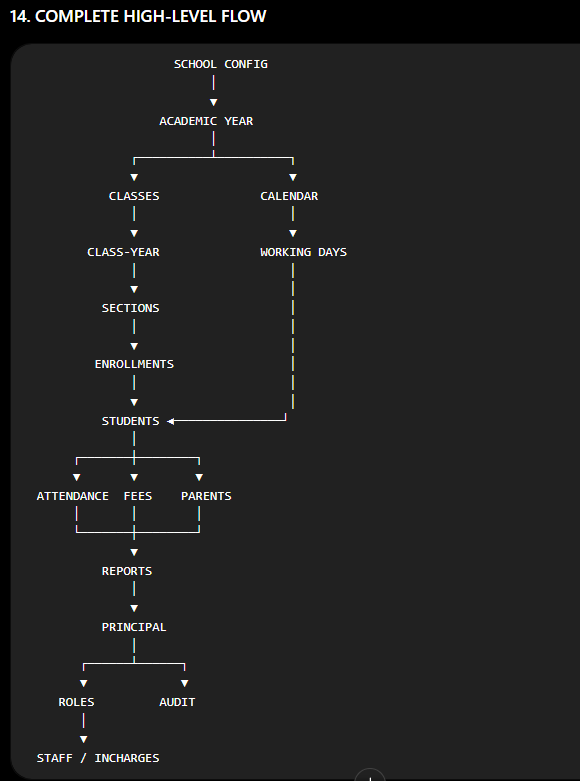 14. COMPLETE HIGH-LEVEL FLOW
SCHOOL CONFIG
ACADEMIC YEAR
CLASSES CALENDAR
CLASS-YEAR WORKING DAYS
SECTIONS
ENROLLMENTS
STUDENTS
ATTENDANCE FEES PARENTS
REPORTS
PRINCIPAL
ROLES AUDIT
STAFF / INCHARGES